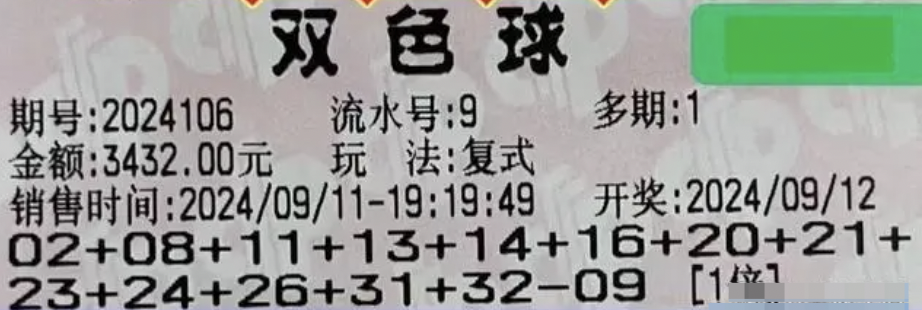 双色球
期号:2024106 流水号:9 多期:1
金额:3432.00元 玩 法:复式
销售时间:2024/09/11-19:19:49 开奖:2024/09/12
02+08+11+13+14+16+20+21+
23+24+26+31+32-09 [1倍]